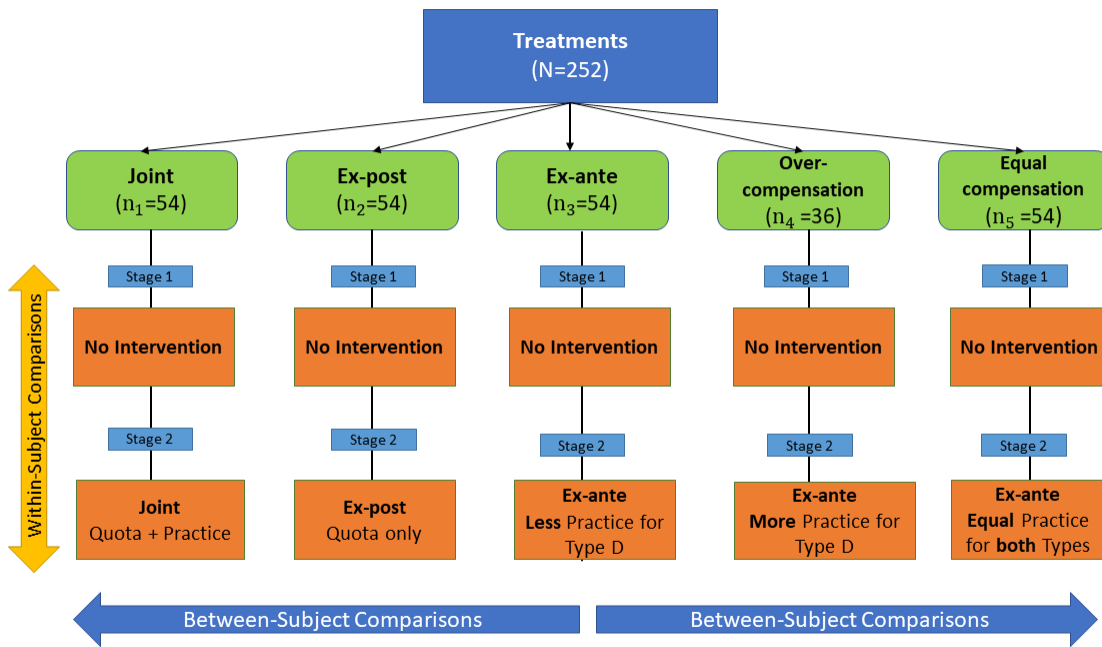 Treatments
(N=252)
Joint
(n₁=54)
Ex-post
(n₂=54)
Ex-ante
(n₃=54)
Over-
compensation
(n₄ =36)
Equal
compensation
(n₅ =54)
Stage 1
Stage 1
Stage 1
Stage 1
Stage 1
No Intervention
No Intervention
No Intervention
No Intervention
No Intervention
Stage 2
Stage 2
Stage 2
Stage 2
Stage 2
Joint
Quota + Practice
Ex-post
Quota only
Ex-ante
Less Practice for
Type D
Ex-ante
More Practice for
Type D
Ex-ante
Equal Practice
for both Types
Within-Subject Comparisons
Between-Subject Comparisons
Between-Subject Comparisons